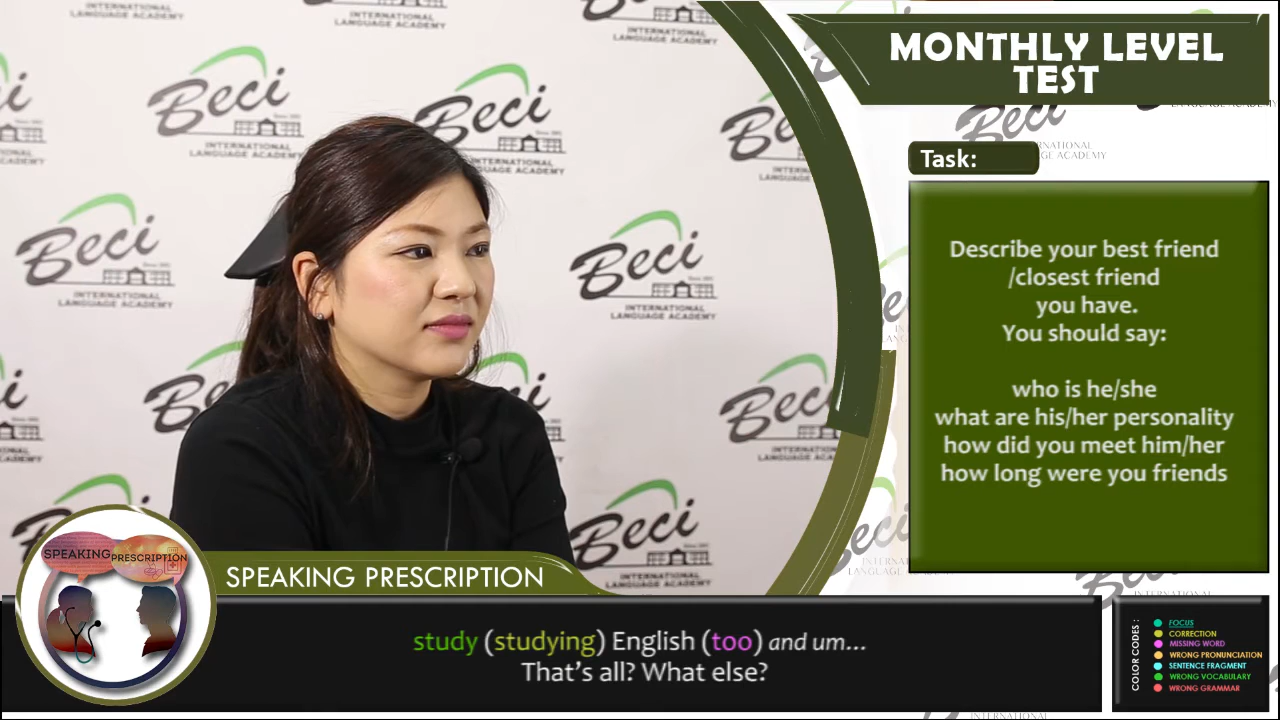 MONTHLY LEVEL
TEST
Task:
Describe your best friend
/closest friend
you have.
You should say:
who is he/she
what are his/her personality
how did you meet him/her
how long were you friends
Beci
INTERNATIONAL
LANGUAGE ACADEMY
SPEAKING PRESCRIPTION
SPEAKING PRESCRIPTION
study (studying) English (too) and um...
That's all? What else?
COLOR CODES :
FOCUS
CORRECTION
MISSING WORD
WRONG PRONUNCIATION
SENTENCE FRAGMENT
WRONG VOCABULARY
WRONG GRAMMAR